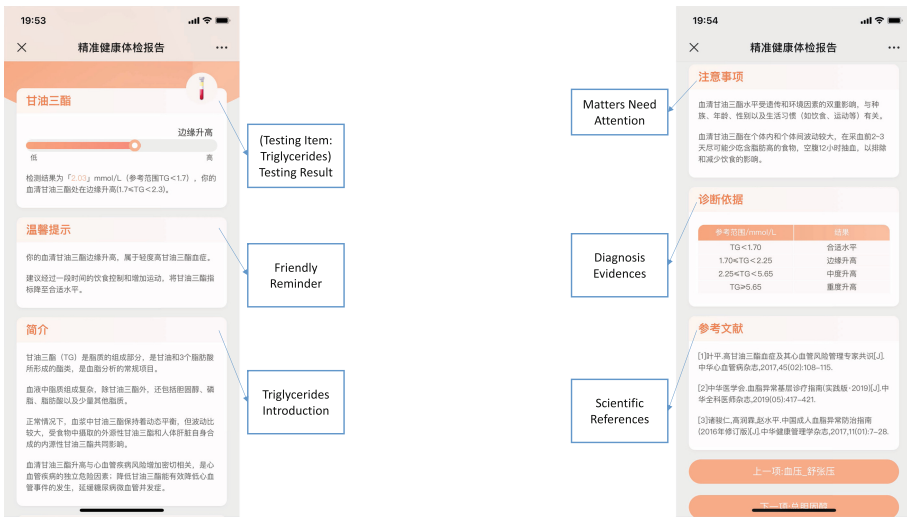 19:53
精准健康体检报告
甘油三酯
边缘升高
低
高
检测结果为「2.03」mmol/L（参考范围TG<1.7），你的
血清甘油三酯处在边缘升高(1.7≤TG<2.3)。
温馨提示
你的血清甘油三酯边缘升高，属于轻度高甘油三酯血症。
建议经过一段时间的饮食控制和增加运动，将甘油三酯指
标降至合适水平。
简介
甘油三酯（TG）是脂质的组成部分，是甘油和3个脂肪酸
所形成的酯类，是血脂分析的常规项目。
血液中脂质组成复杂，除甘油三酯外，还包括胆固醇、磷
脂、脂肪酸以及少量其他脂质。
正常情况下，血浆中甘油三酯保持着动态平衡，但波动比
较大，受食物中摄取的外源性甘油三酯和人体肝脏自身合
成的内源性甘油三酯共同影响。
血清甘油三酯升高与心血管疾病风险增加密切相关，是心
血管疾病的独立危险因素；降低甘油三酯能有效降低心血
管事件的发生，延缓糖尿病微血管并发症。
(Testing Item:
Triglycerides)
Testing Result
Friendly
Reminder
Triglycerides
Introduction
Matters Need
Attention
Diagnosis
Evidences
Scientific
References
19:54
精准健康体检报告
注意事项
血清甘油三酯水平受遗传和环境因素的双重影响，与种
族、年龄、性别以及生活习惯（如饮食、运动等）有关。
血清甘油三酯在个体内和个体间波动较大，在采血前2-3
天尽可能少吃含脂肪高的食物，空腹12小时抽血，以排除
和减少饮食的影响。
诊断依据
参考范围/mmol/L 结果
TG<1.70 合适水平
1.70≤TG<2.25 边缘升高
2.25≤TG<5.65 中度升高
TG≥5.65 重度升高
参考文献
[1]叶平.高甘油三酯血症及其心血管风险管理专家共识[J].
中华心血管病杂志,2017,45(02):108-115.
[2]中华医学会.血脂异常基层诊疗指南(实践版·2019)[J].中
华全科医师杂志,2019(05):417-421.
[3]诸骏仁,高润霖,赵水平.中国成人血脂异常防治指南
(2016年修订版)[J].中华健康管理学杂志,2017,11(01):7-28.
上一项:血压_舒张压
下一项:总胆固醇